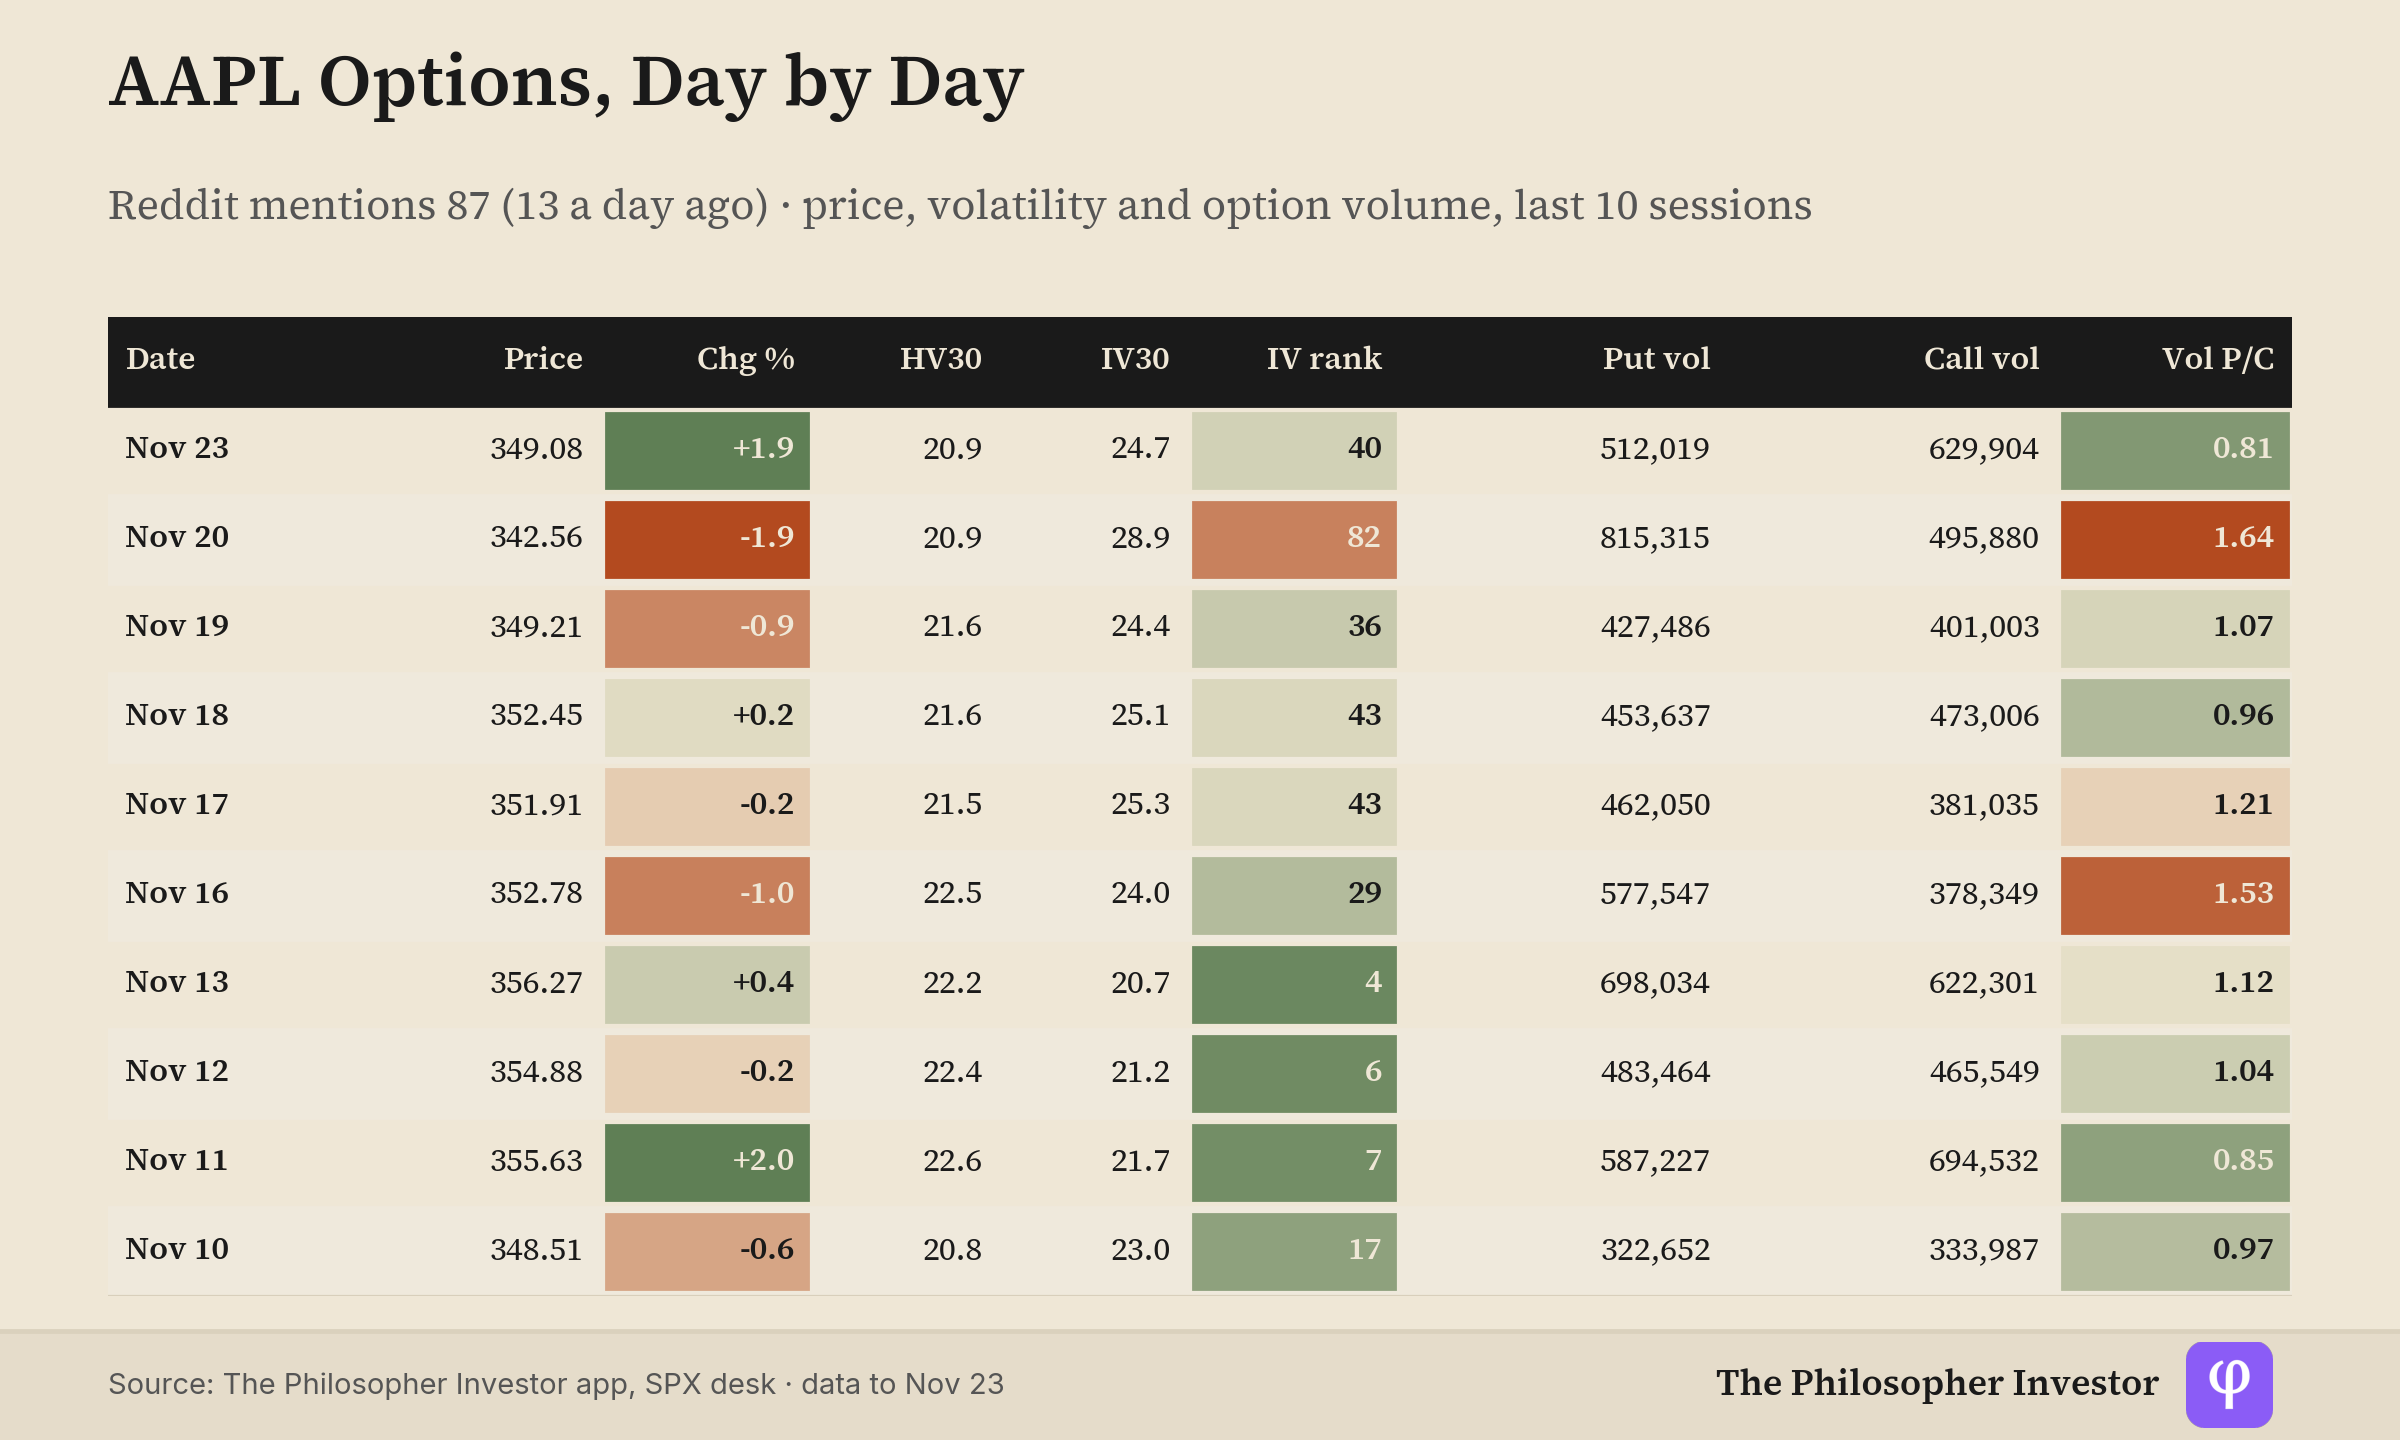 AAPL Options, Day by Day
Reddit mentions 87 (13 a day ago) · price, volatility and option volume, last 10 sessions
Date Price Chg % HV30 IV30 IV rank Put vol Call vol Vol P/C
Nov 23 349.08 +1.9 20.9 24.7 40 512,019 629,904 0.81
Nov 20 342.56 -1.9 20.9 28.9 82 815,315 495,880 1.64
Nov 19 349.21 -0.9 21.6 24.4 36 427,486 401,003 1.07
Nov 18 352.45 +0.2 21.6 25.1 43 453,637 473,006 0.96
Nov 17 351.91 -0.2 21.5 25.3 43 462,050 381,035 1.21
Nov 16 352.78 -1.0 22.5 24.0 29 577,547 378,349 1.53
Nov 13 356.27 +0.4 22.2 20.7 4 698,034 622,301 1.12
Nov 12 354.88 -0.2 22.4 21.2 6 483,464 465,549 1.04
Nov 11 355.63 +2.0 22.6 21.7 7 587,227 694,532 0.85
Nov 10 348.51 -0.6 20.8 23.0 17 322,652 333,987 0.97
Source: The Philosopher Investor app, SPX desk · data to Nov 23
The Philosopher Investor φ